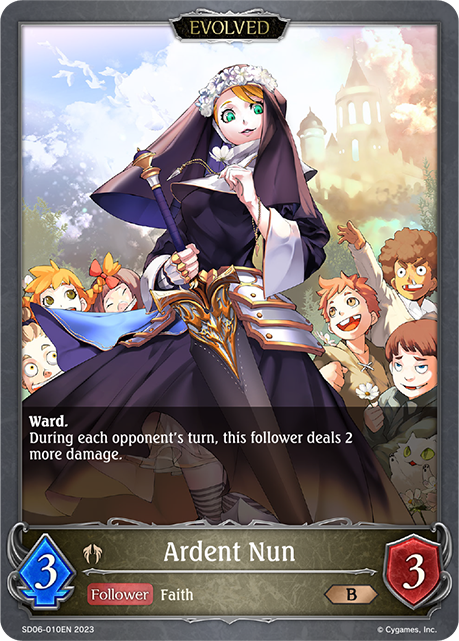 EVOLVED
Ward.
During each opponent's turn, this follower deals 2
more damage.
Ardent Nun
3
3
Follower Faith
B
SD06-010EN 2023
© Cygames, Inc.